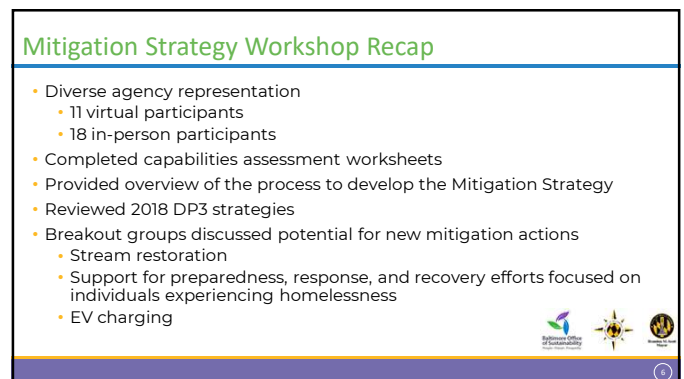 Mitigation Strategy Workshop Recap
• Diverse agency representation
• 11 virtual participants
• 18 in-person participants
• Completed capabilities assessment worksheets
• Provided overview of the process to develop the Mitigation Strategy
• Reviewed 2018 DP3 strategies
• Breakout groups discussed potential for new mitigation actions
• Stream restoration
• Support for preparedness, response, and recovery efforts focused on
individuals experiencing homelessness
• EV charging
Baltimore Office
of Sustainability
Brandon M. Scott
Mayor
6